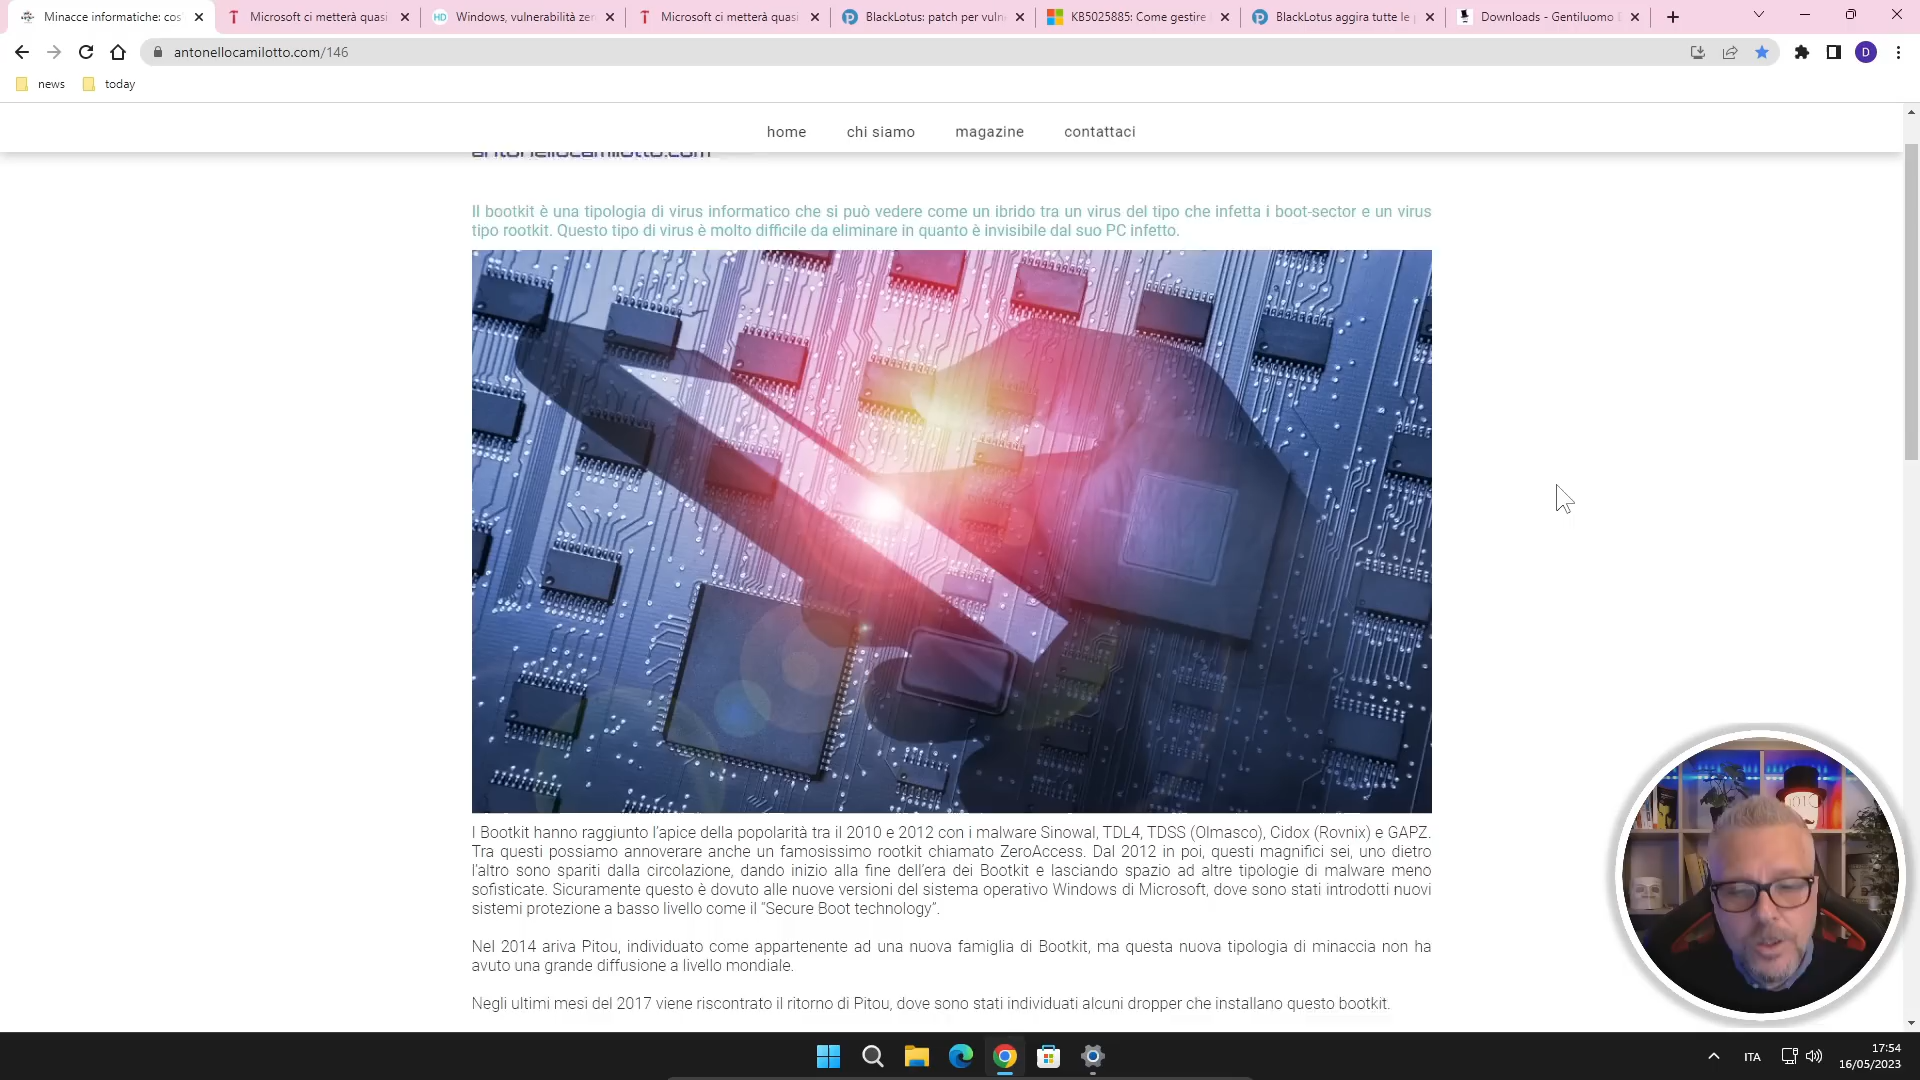 Minacce informatiche: cos
Microsoft ci metterà quasi
Windows, vulnerabilità zer
Microsoft ci metterà quasi
BlackLotus: patch per vuln
KB5025885: Come gestire
BlackLotus aggira tutte le
Downloads - Gentiluomo
antonellocamilotto.com/146
D
news
today
home
chi siamo
magazine
contattaci
antonellocamilotto.com
Il bootkit è una tipologia di virus informatico che si può vedere come un ibrido tra un virus del tipo che infetta i boot-sector e un virus
tipo rootkit. Questo tipo di virus è molto difficile da eliminare in quanto è invisibile dal suo PC infetto.
I Bootkit hanno raggiunto l'apice della popolarità tra il 2010 e 2012 con i malware Sinowal, TDL4, TDSS (Olmasco), Cidox (Rovnix) e GAPZ.
Tra questi possiamo annoverare anche un famosissimo rootkit chiamato ZeroAccess. Dal 2012 in poi, questi magnifici sei, uno dietro
l'altro sono spariti dalla circolazione, dando inizio alla fine dell'era dei Bootkit e lasciando spazio ad altre tipologie di malware meno
sofisticate. Sicuramente questo è dovuto alle nuove versioni del sistema operativo Windows di Microsoft, dove sono stati introdotti nuovi
sistemi protezione a basso livello come il “Secure Boot technology”.
Nel 2014 ariva Pitou, individuato come appartenente ad una nuova famiglia di Bootkit, ma questa nuova tipologia di minaccia non ha
avuto una grande diffusione a livello mondiale.
Negli ultimi mesi del 2017 viene riscontrato il ritorno di Pitou, dove sono stati individuati alcuni dropper che installano questo bootkit.
ITA
17:54
16/05/2023